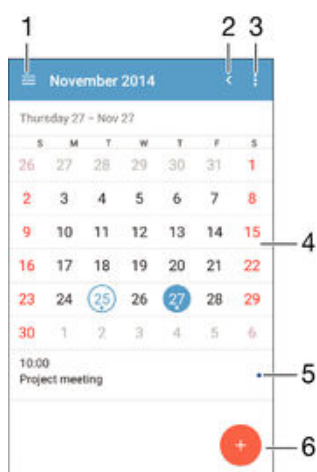 1 2 3
November 2014
Thursday 27 – Nov 27
S M T W T F S
26 27 28 29 30 31 1
2 3 4 5 6 7 8
9 10 11 12 13 14 15
4
16 17 18 19 20 21 22
23 24 25 26 27 28 29
30 1 2 3 4 5 6
10:00
Project meeting
5
+
6